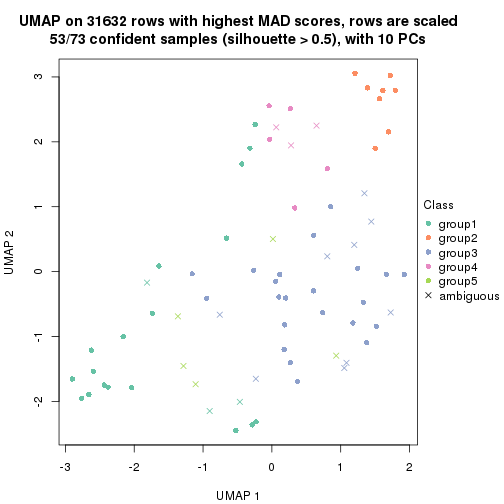 UMAP on 31632 rows with highest MAD scores, rows are scaled
53/73 confident samples (silhouette > 0.5), with 10 PCs
3
2
1
0
-1
-2
UMAP 2
-3
-2
-1
0
1
2
UMAP 1
Class
group1
group2
group3
group4
group5
ambiguous